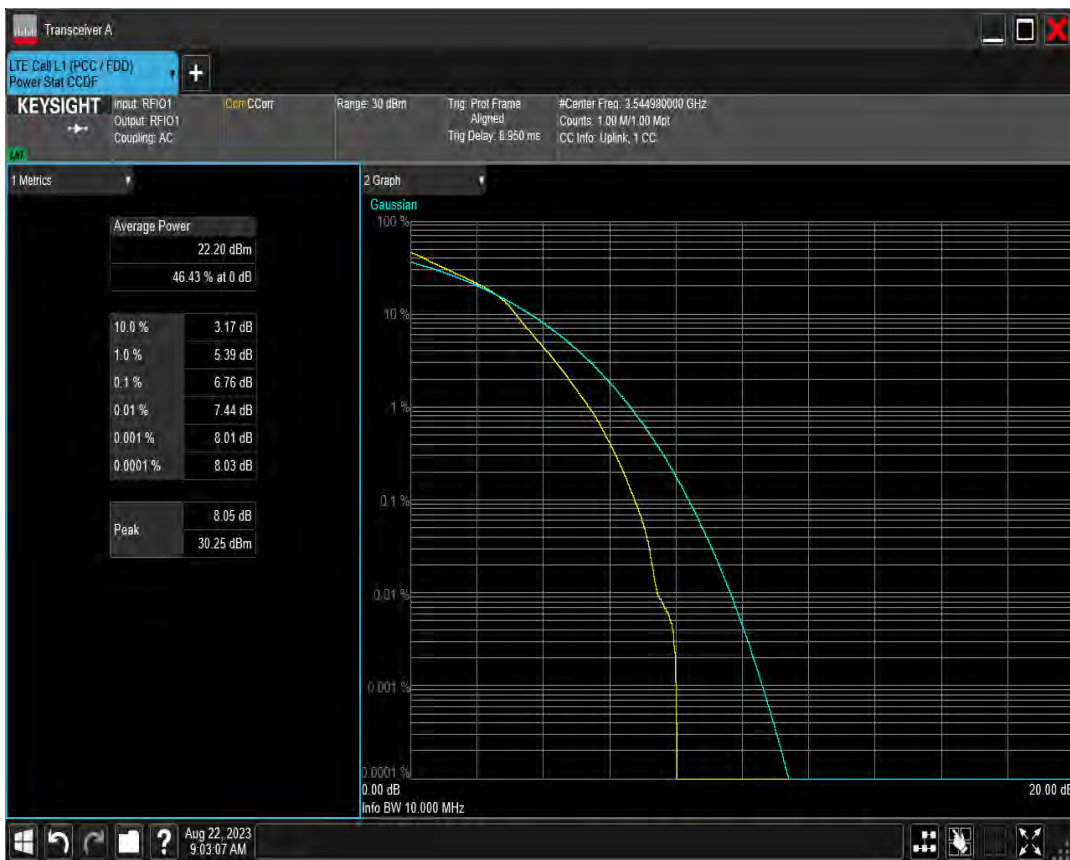 Transceiver A
LTE Cell L1 (PCC / FDD)
Power Stat CCDF
+
KEYSIGHT
Input: RFIO1
Output: RFIO1
Coupling: AC
Corr CCorr
Range: 30 dBm
Trig: Prot Frame
Aligned
Trig Delay: 8.950 ms
#Center Freq: 3.544980000 GHz
Counts: 1.00 M/1.00 Mpt
CC Info: Uplink, 1 CC
1 Metrics
Average Power
22.20 dBm
46.43 % at 0 dB
10.0 % 3.17 dB
1.0 % 5.39 dB
0.1 % 6.76 dB
0.01 % 7.44 dB
0.001 % 8.01 dB
0.0001 % 8.03 dB
Peak
8.05 dB
30.25 dBm
2 Graph
Gaussian
100 %
10 %
1 %
0.1 %
0.01 %
0.001 %
0.0001 %
0.00 dB
20.00 dB
Info BW 10.000 MHz
?
Aug 22, 2023
9:03:07 AM